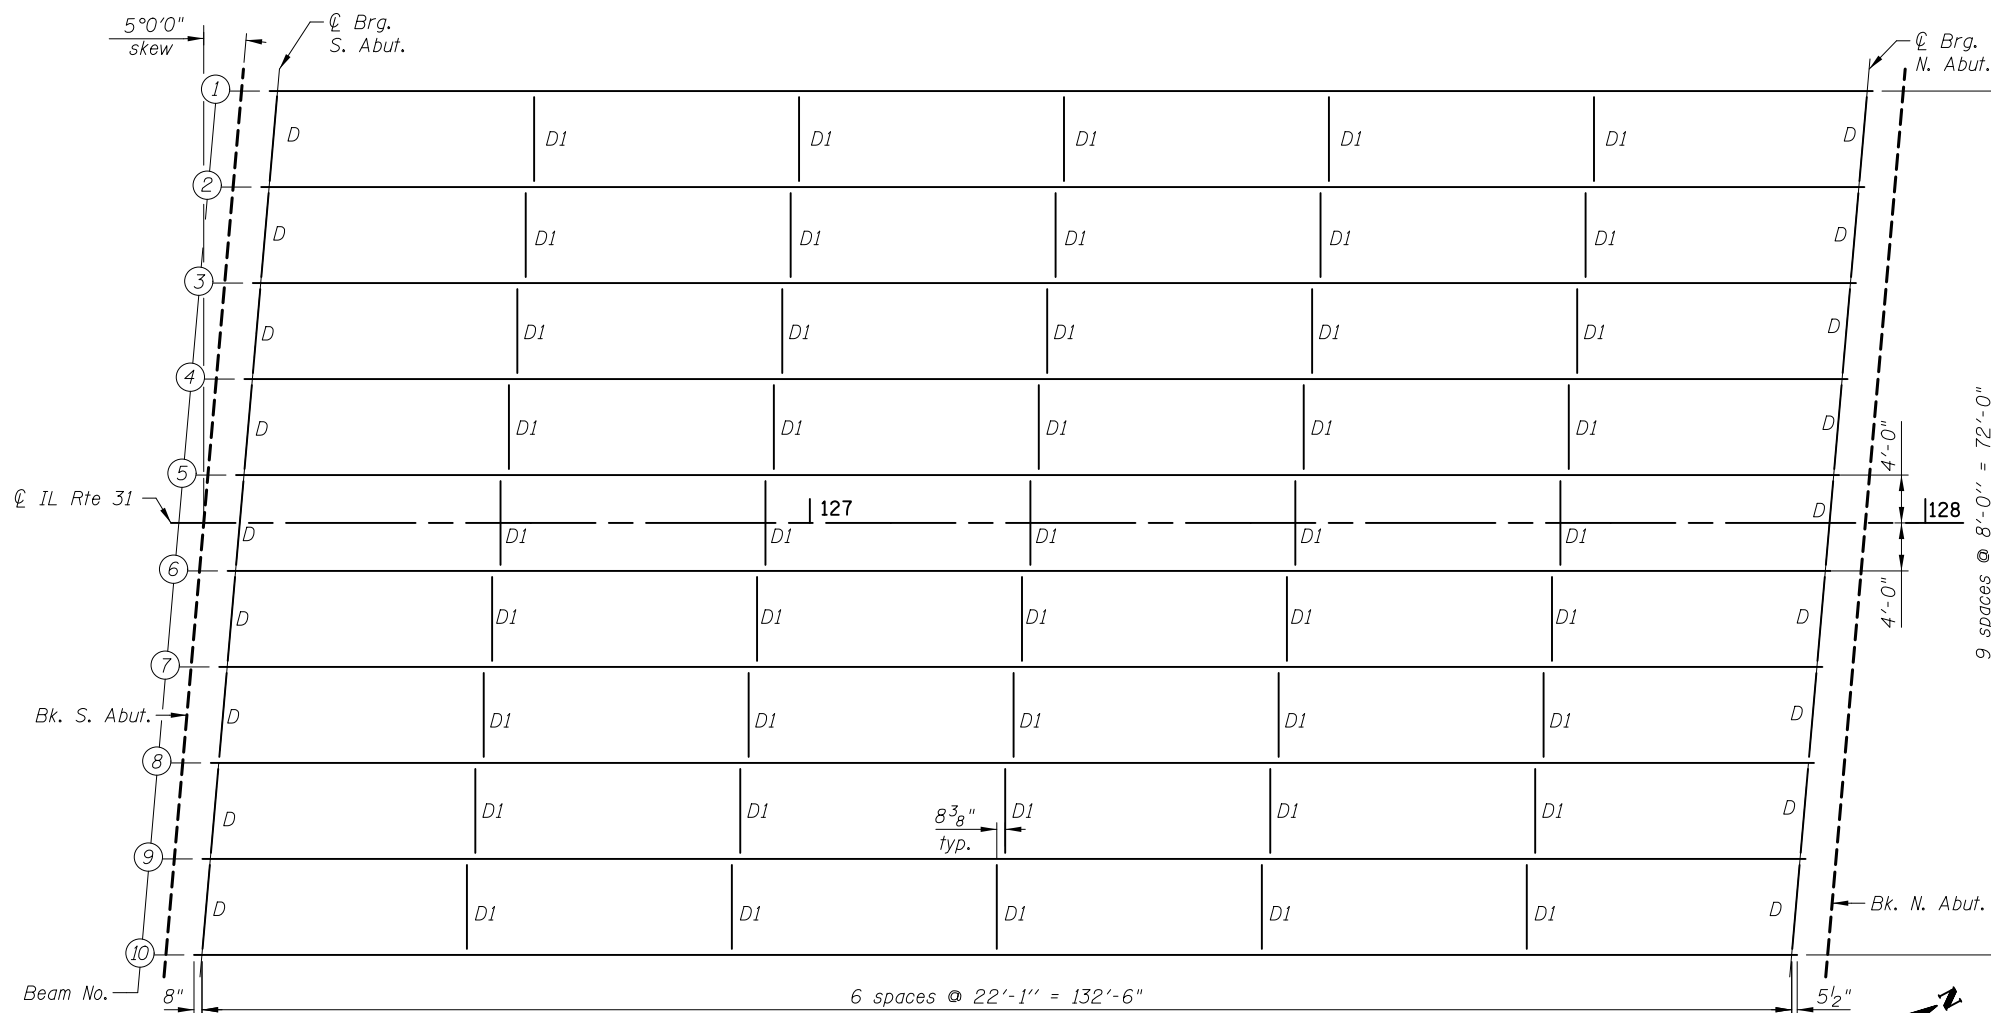 5°0'0"
skew
℄ Brg.
S. Abut.
℄ Brg.
N. Abut.
1
D D1 D1 D1 D1 D1 D
2
D D1 D1 D1 D1 D1 D
3
D D1 D1 D1 D1 D1 D
4
D D1 D1 D1 D1 D1 D
4'-0"
9 spaces @ 8'-0" = 72'-0"
5
℄ IL Rte 31
127
128
D D1 D1 D1 D1 D1 D
6
4'-0"
D D1 D1 D1 D1 D1 D
7
Bk. S. Abut.
D D1 D1 D1 D1 D1 D
8
D D1 D1 D1 D1 D1 D
8 3/8"
typ.
9
D D1 D1 D1 D1 D1 D
Bk. N. Abut.
10
Beam No.
8"
6 spaces @ 22'-1" = 132'-6"
5 1/2"
N